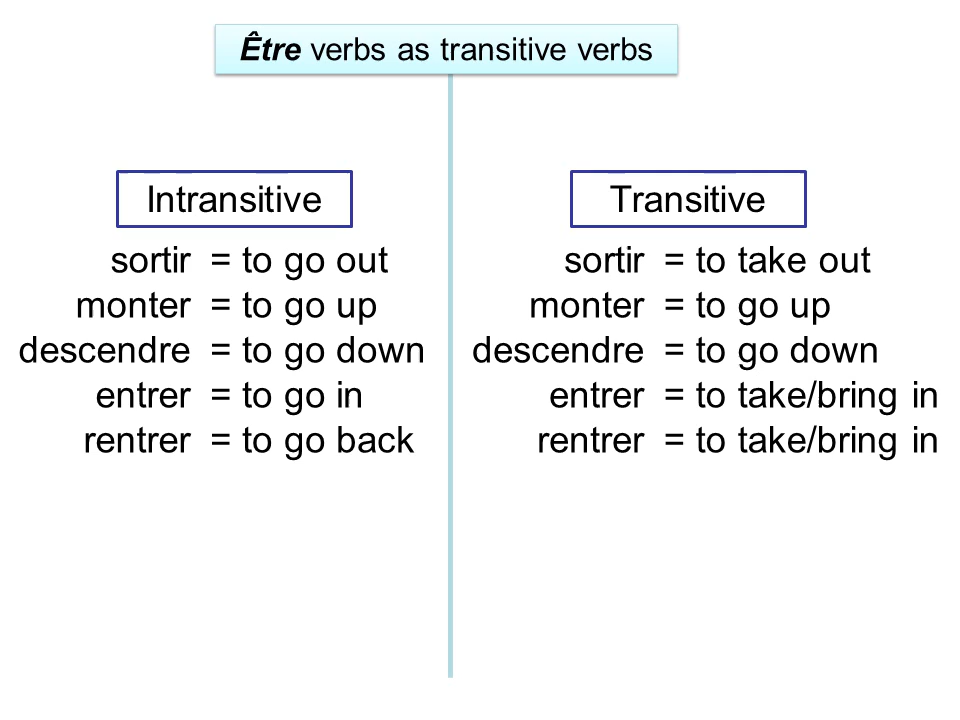 Être verbs as transitive verbs
Intransitive
sortir = to go out
monter = to go up
descendre = to go down
entrer = to go in
rentrer = to go back
Transitive
sortir = to take out
monter = to go up
descendre = to go down
entrer = to take/bring in
rentrer = to take/bring in